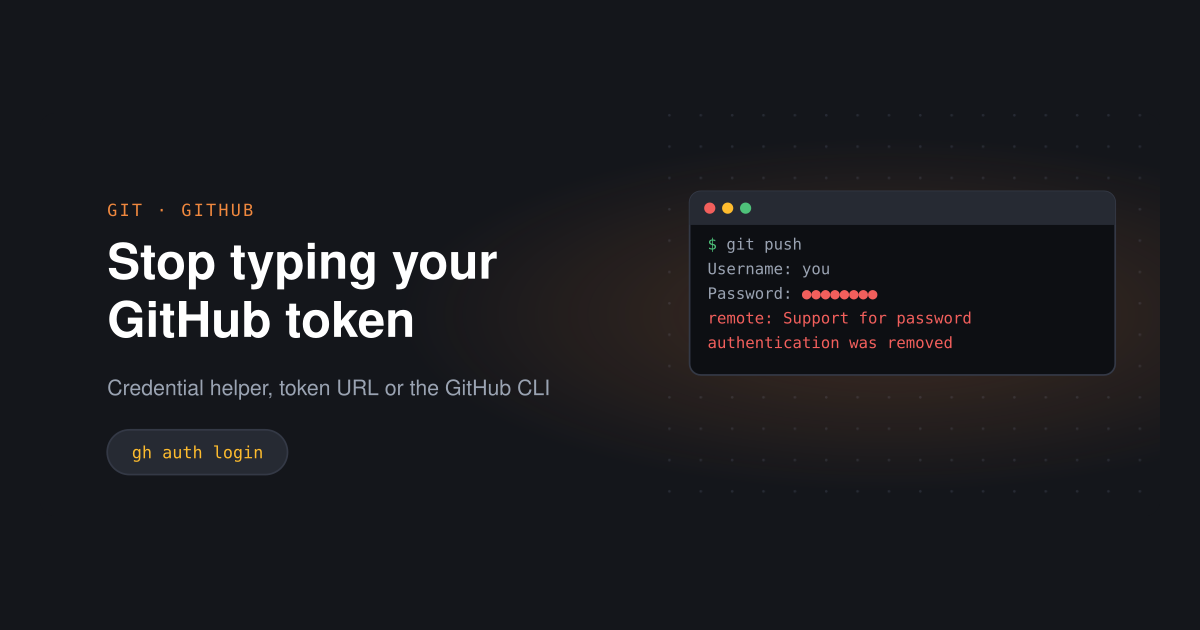 GIT · GITHUB
Stop typing your
GitHub token
Credential helper, token URL or the GitHub CLI
gh auth login
$ git push
Username: you
Password: ●●●●●●●●
remote: Support for password
authentication was removed